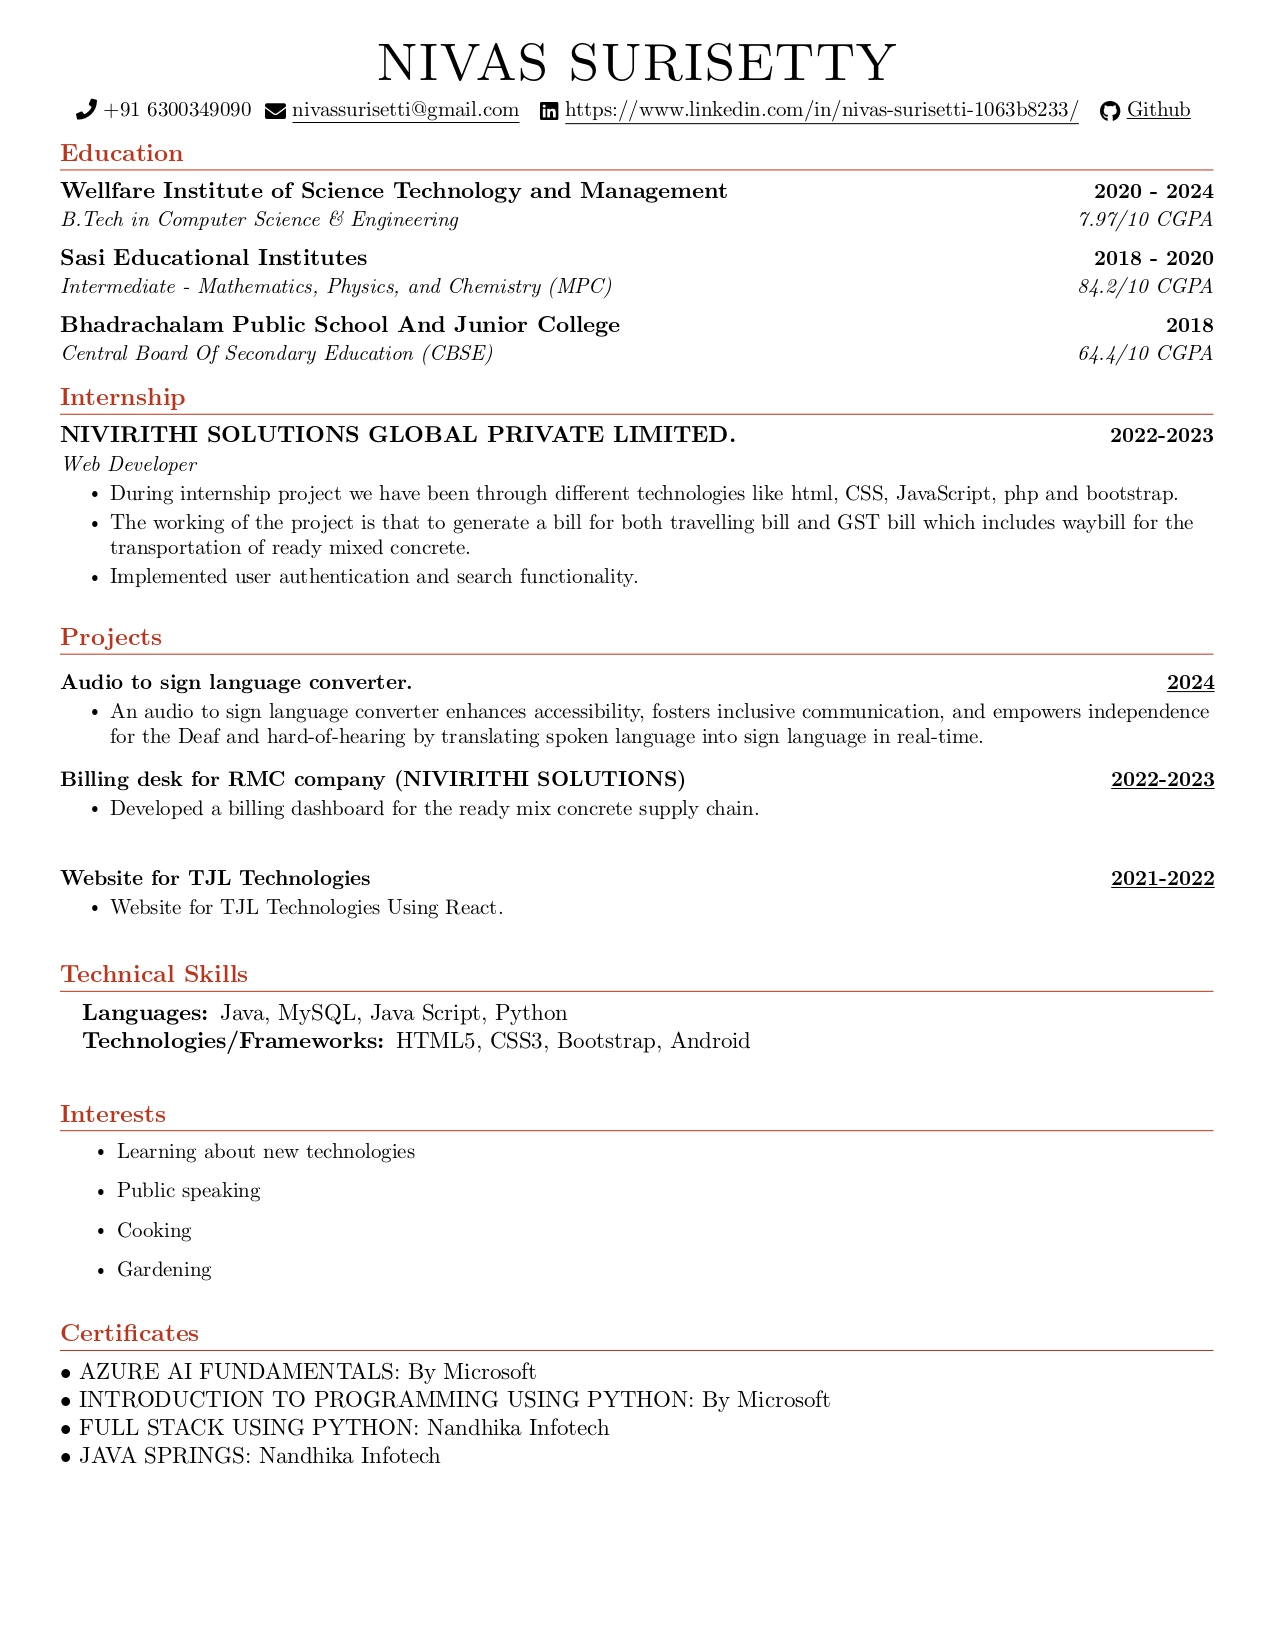 NIVAS SURISETTY
+91 6300349090 nivassurisetti@gmail.com https://www.linkedin.com/in/nivas-surisetti-1063b8233/ Github
Education
Wellfare Institute of Science Technology and Management 2020 - 2024
B.Tech in Computer Science & Engineering 7.97/10 CGPA
Sasi Educational Institutes 2018 - 2020
Intermediate - Mathematics, Physics, and Chemistry (MPC) 84.2/10 CGPA
Bhadrachalam Public School And Junior College 2018
Central Board Of Secondary Education (CBSE) 64.4/10 CGPA
Internship
NIVIRITHI SOLUTIONS GLOBAL PRIVATE LIMITED. 2022-2023
Web Developer
• During internship project we have been through different technologies like html, CSS, JavaScript, php and bootstrap.
• The working of the project is that to generate a bill for both travelling bill and GST bill which includes waybill for the
transportation of ready mixed concrete.
• Implemented user authentication and search functionality.
Projects
Audio to sign language converter. 2024
• An audio to sign language converter enhances accessibility, fosters inclusive communication, and empowers independence
for the Deaf and hard-of-hearing by translating spoken language into sign language in real-time.
Billing desk for RMC company (NIVIRITHI SOLUTIONS) 2022-2023
• Developed a billing dashboard for the ready mix concrete supply chain.
Website for TJL Technologies 2021-2022
• Website for TJL Technologies Using React.
Technical Skills
Languages: Java, MySQL, Java Script, Python
Technologies/Frameworks: HTML5, CSS3, Bootstrap, Android
Interests
• Learning about new technologies
• Public speaking
• Cooking
• Gardening
Certificates
• AZURE AI FUNDAMENTALS: By Microsoft
• INTRODUCTION TO PROGRAMMING USING PYTHON: By Microsoft
• FULL STACK USING PYTHON: Nandhika Infotech
• JAVA SPRINGS: Nandhika Infotech